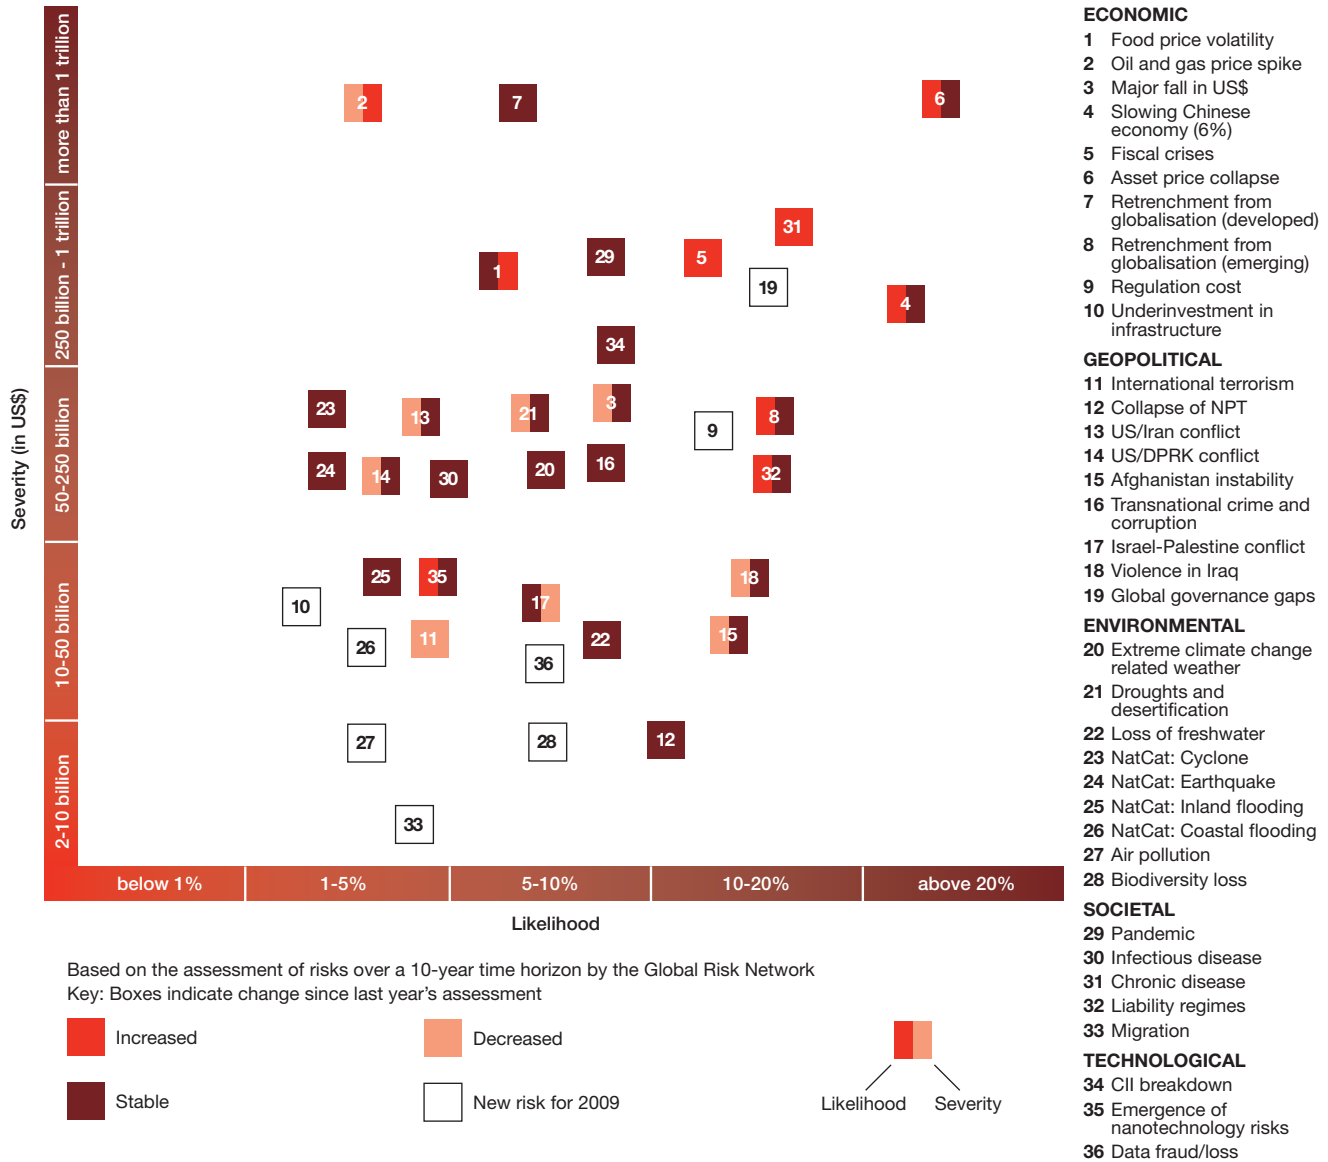 more than 1 trillion
250 billion - 1 trillion
50-250 billion
10-50 billion
2-10 billion
Severity (in US$)
2
7
6
31
29
5
1
19
4
34
23
13
21
3
9
8
24
14
30
20
16
32
25
35
10
17
18
26
11
36
22
15
27
28
12
33
below 1%
1-5%
5-10%
10-20%
above 20%
Likelihood
Based on the assessment of risks over a 10-year time horizon by the Global Risk Network
Key: Boxes indicate change since last year's assessment
Increased
Decreased
Stable
New risk for 2009
Likelihood
Severity
ECONOMIC
1 Food price volatility
2 Oil and gas price spike
3 Major fall in US$
4 Slowing Chinese
economy (6%)
5 Fiscal crises
6 Asset price collapse
7 Retrenchment from
globalisation (developed)
8 Retrenchment from
globalisation (emerging)
9 Regulation cost
10 Underinvestment in
infrastructure
GEOPOLITICAL
11 International terrorism
12 Collapse of NPT
13 US/Iran conflict
14 US/DPRK conflict
15 Afghanistan instability
16 Transnational crime and
corruption
17 Israel-Palestine conflict
18 Violence in Iraq
19 Global governance gaps
ENVIRONMENTAL
20 Extreme climate change
related weather
21 Droughts and
desertification
22 Loss of freshwater
23 NatCat: Cyclone
24 NatCat: Earthquake
25 NatCat: Inland flooding
26 NatCat: Coastal flooding
27 Air pollution
28 Biodiversity loss
SOCIETAL
29 Pandemic
30 Infectious disease
31 Chronic disease
32 Liability regimes
33 Migration
TECHNOLOGICAL
34 CII breakdown
35 Emergence of
nanotechnology risks
36 Data fraud/loss